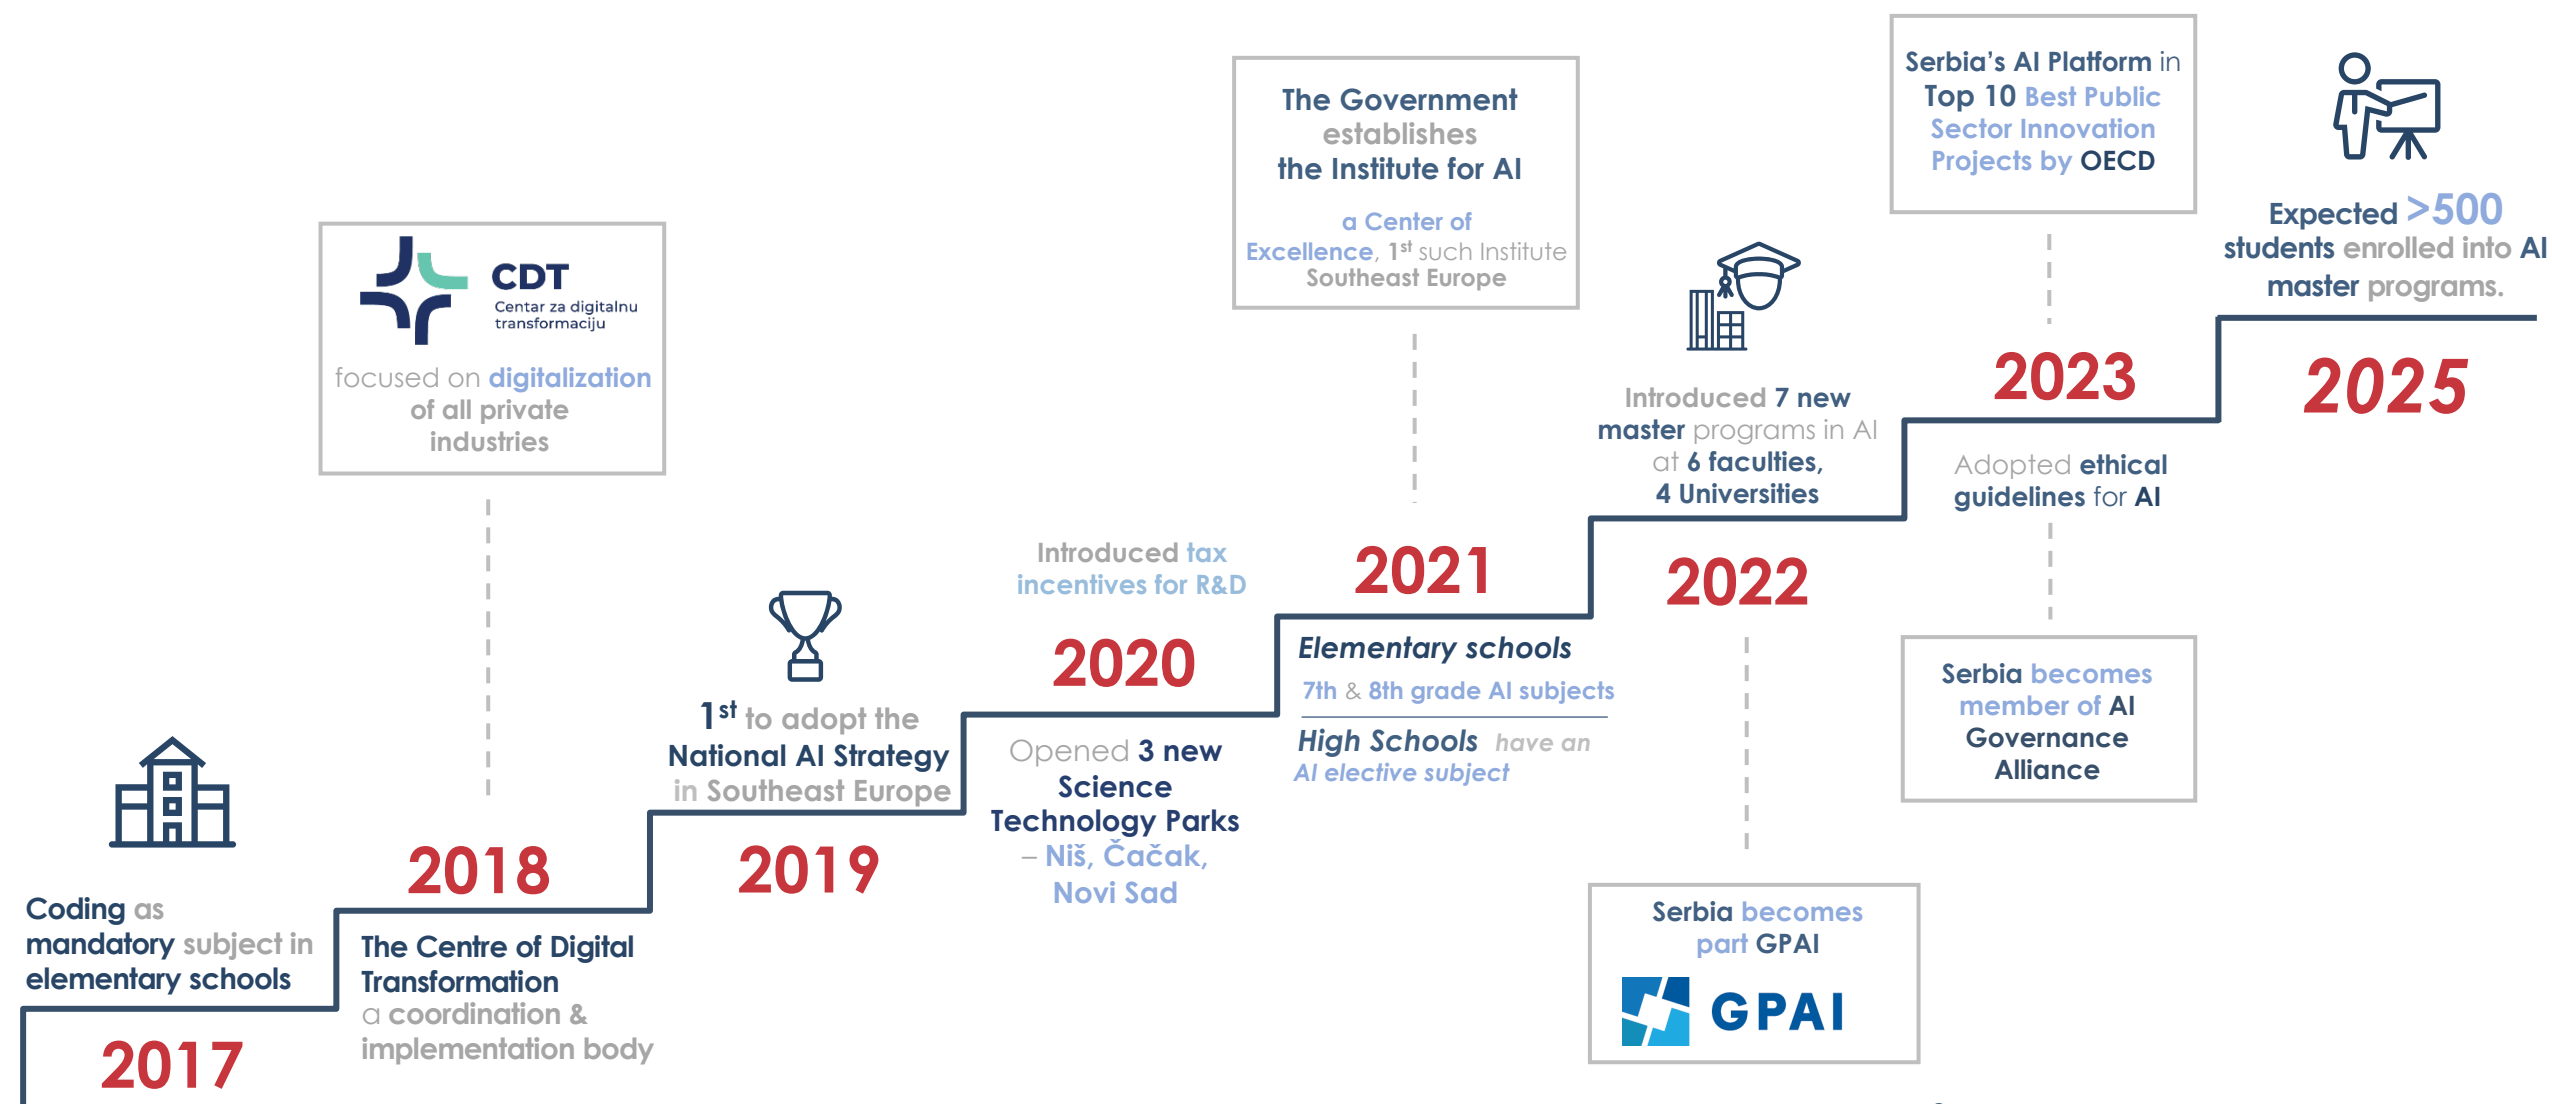 Coding as
mandatory subject in
elementary schools
2017
CDT
Centar za digitalnu
transformaciju
focused on digitalization
of all private
industries
2018
The Centre of Digital
Transformation
a coordination &
implementation body
1st to adopt the
National AI Strategy
in Southeast Europe
2019
Introduced tax
incentives for R&D
2020
Opened 3 new
Science
Technology Parks
– Niš, Čačak,
Novi Sad
The Government
establishes
the Institute for AI
a Center of
Excellence, 1st such Institute
Southeast Europe
2021
Elementary schools
7th & 8th grade AI subjects
High Schools have an
AI elective subject
Introduced 7 new
master programs in AI
at 6 faculties,
4 Universities
2022
Serbia becomes
part GPAI
GPAI
Serbia's AI Platform in
Top 10 Best Public
Sector Innovation
Projects by OECD
2023
Adopted ethical
guidelines for AI
Serbia becomes
member of AI
Governance
Alliance
Expected >500
students enrolled into AI
master programs.
2025